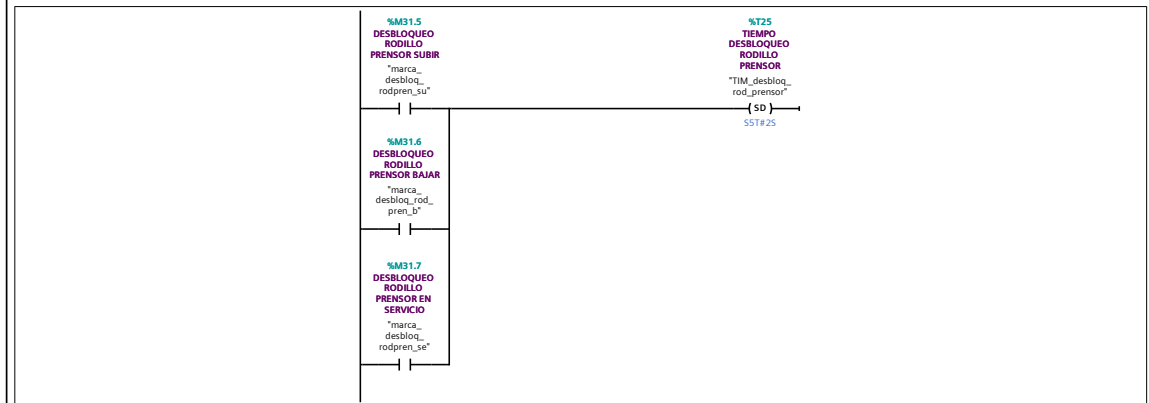 %M31.5
DESBLOQUEO
RODILLO
PRENSOR SUBIR
"marca_
desbloq_
rodpren_su"
%T25
TIEMPO
DESBLOQUEO
RODILLO
PRENSOR
"TIM_desbloq_
rod_prensor"
SD
S5T#2S
%M31.6
DESBLOQUEO
RODILLO
PRENSOR BAJAR
"marca_
desbloq_rod_
pren_b"
%M31.7
DESBLOQUEO
RODILLO
PRENSOR EN
SERVICIO
"marca_
desbloq_
rodpren_se"